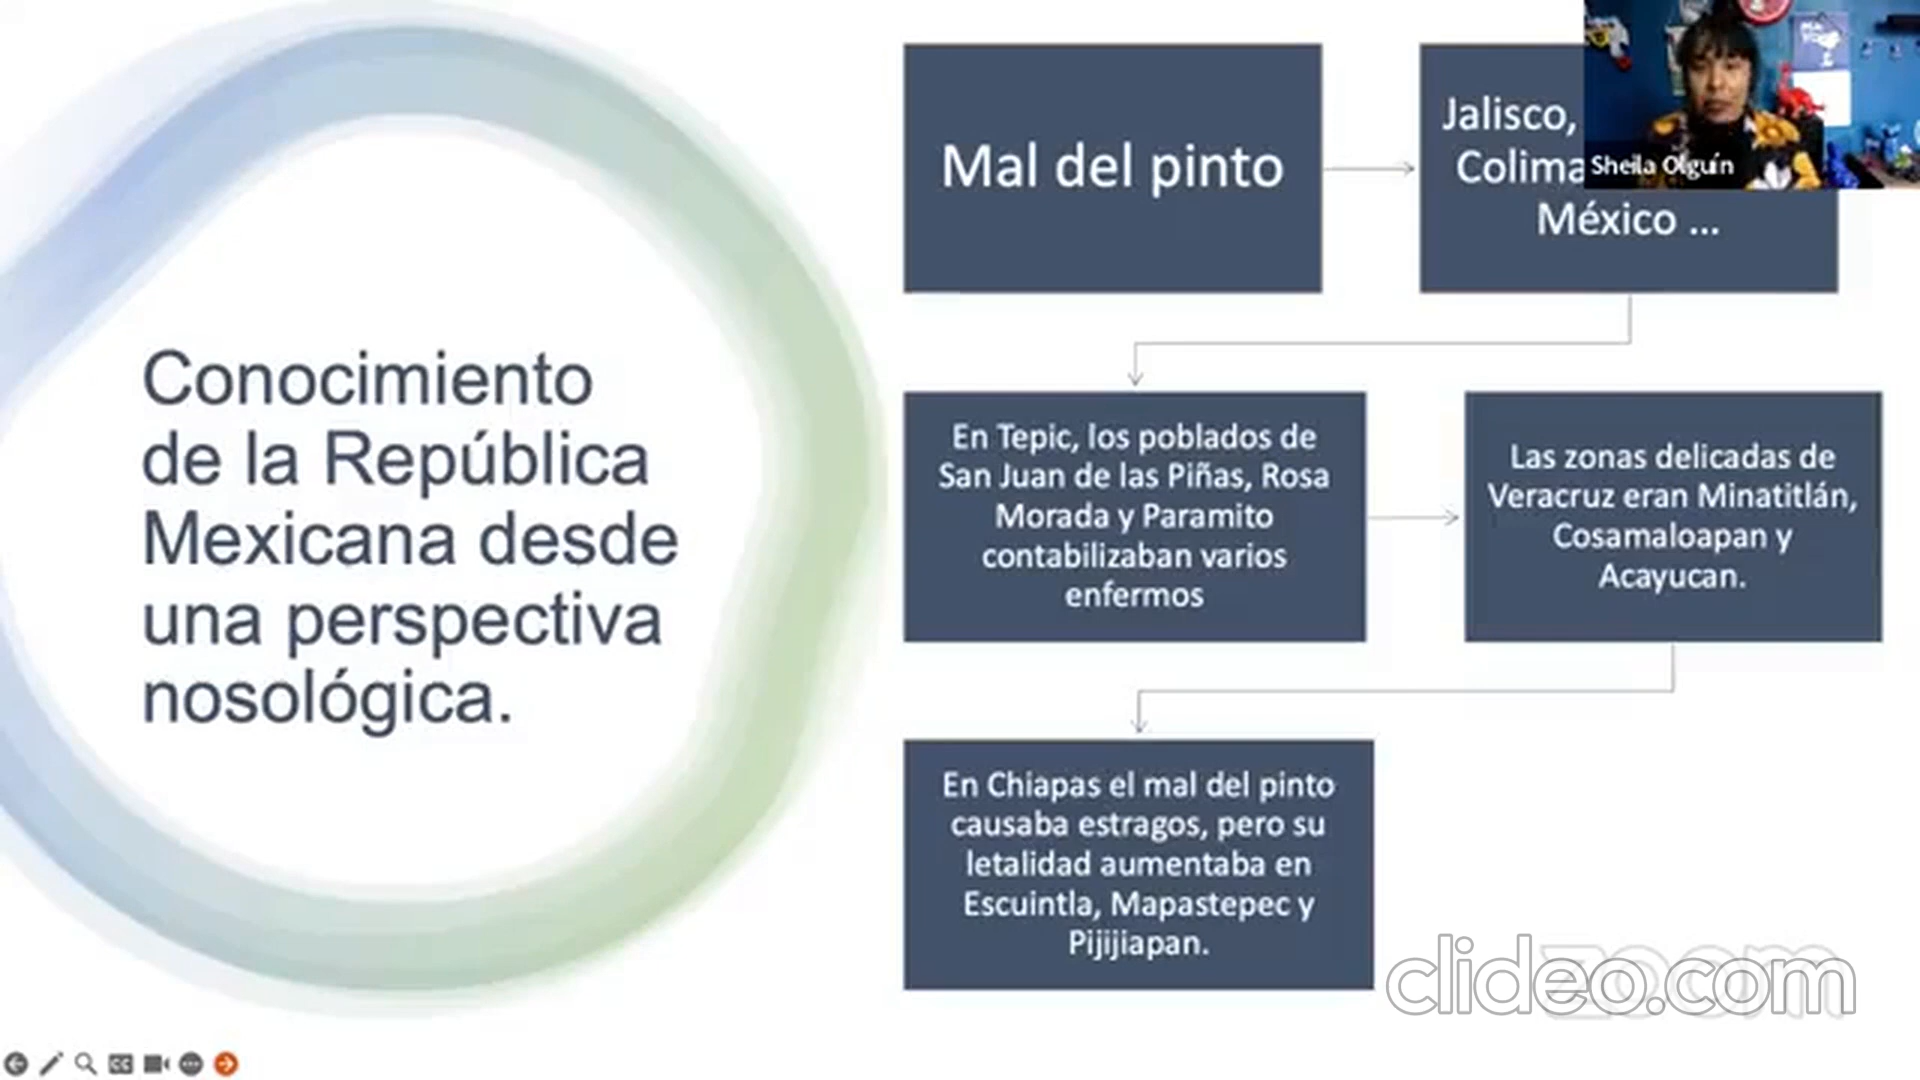 Conocimiento
de la República
Mexicana desde
una perspectiva
nosológica.
Mal del pinto
Jalisco,
Colima
México ...
Sheila Olguín
En Tepic, los poblados de
San Juan de las Piñas, Rosa
Morada y Paramito
contabilizaban varios
enfermos
Las zonas delicadas de
Veracruz eran Minatitlán,
Cosamaloapan y
Acayucan.
En Chiapas el mal del pinto
causaba estragos, pero su
letalidad aumentaba en
Escuintla, Mapastepec y
Pijijiapan.
zoom
clideo.com